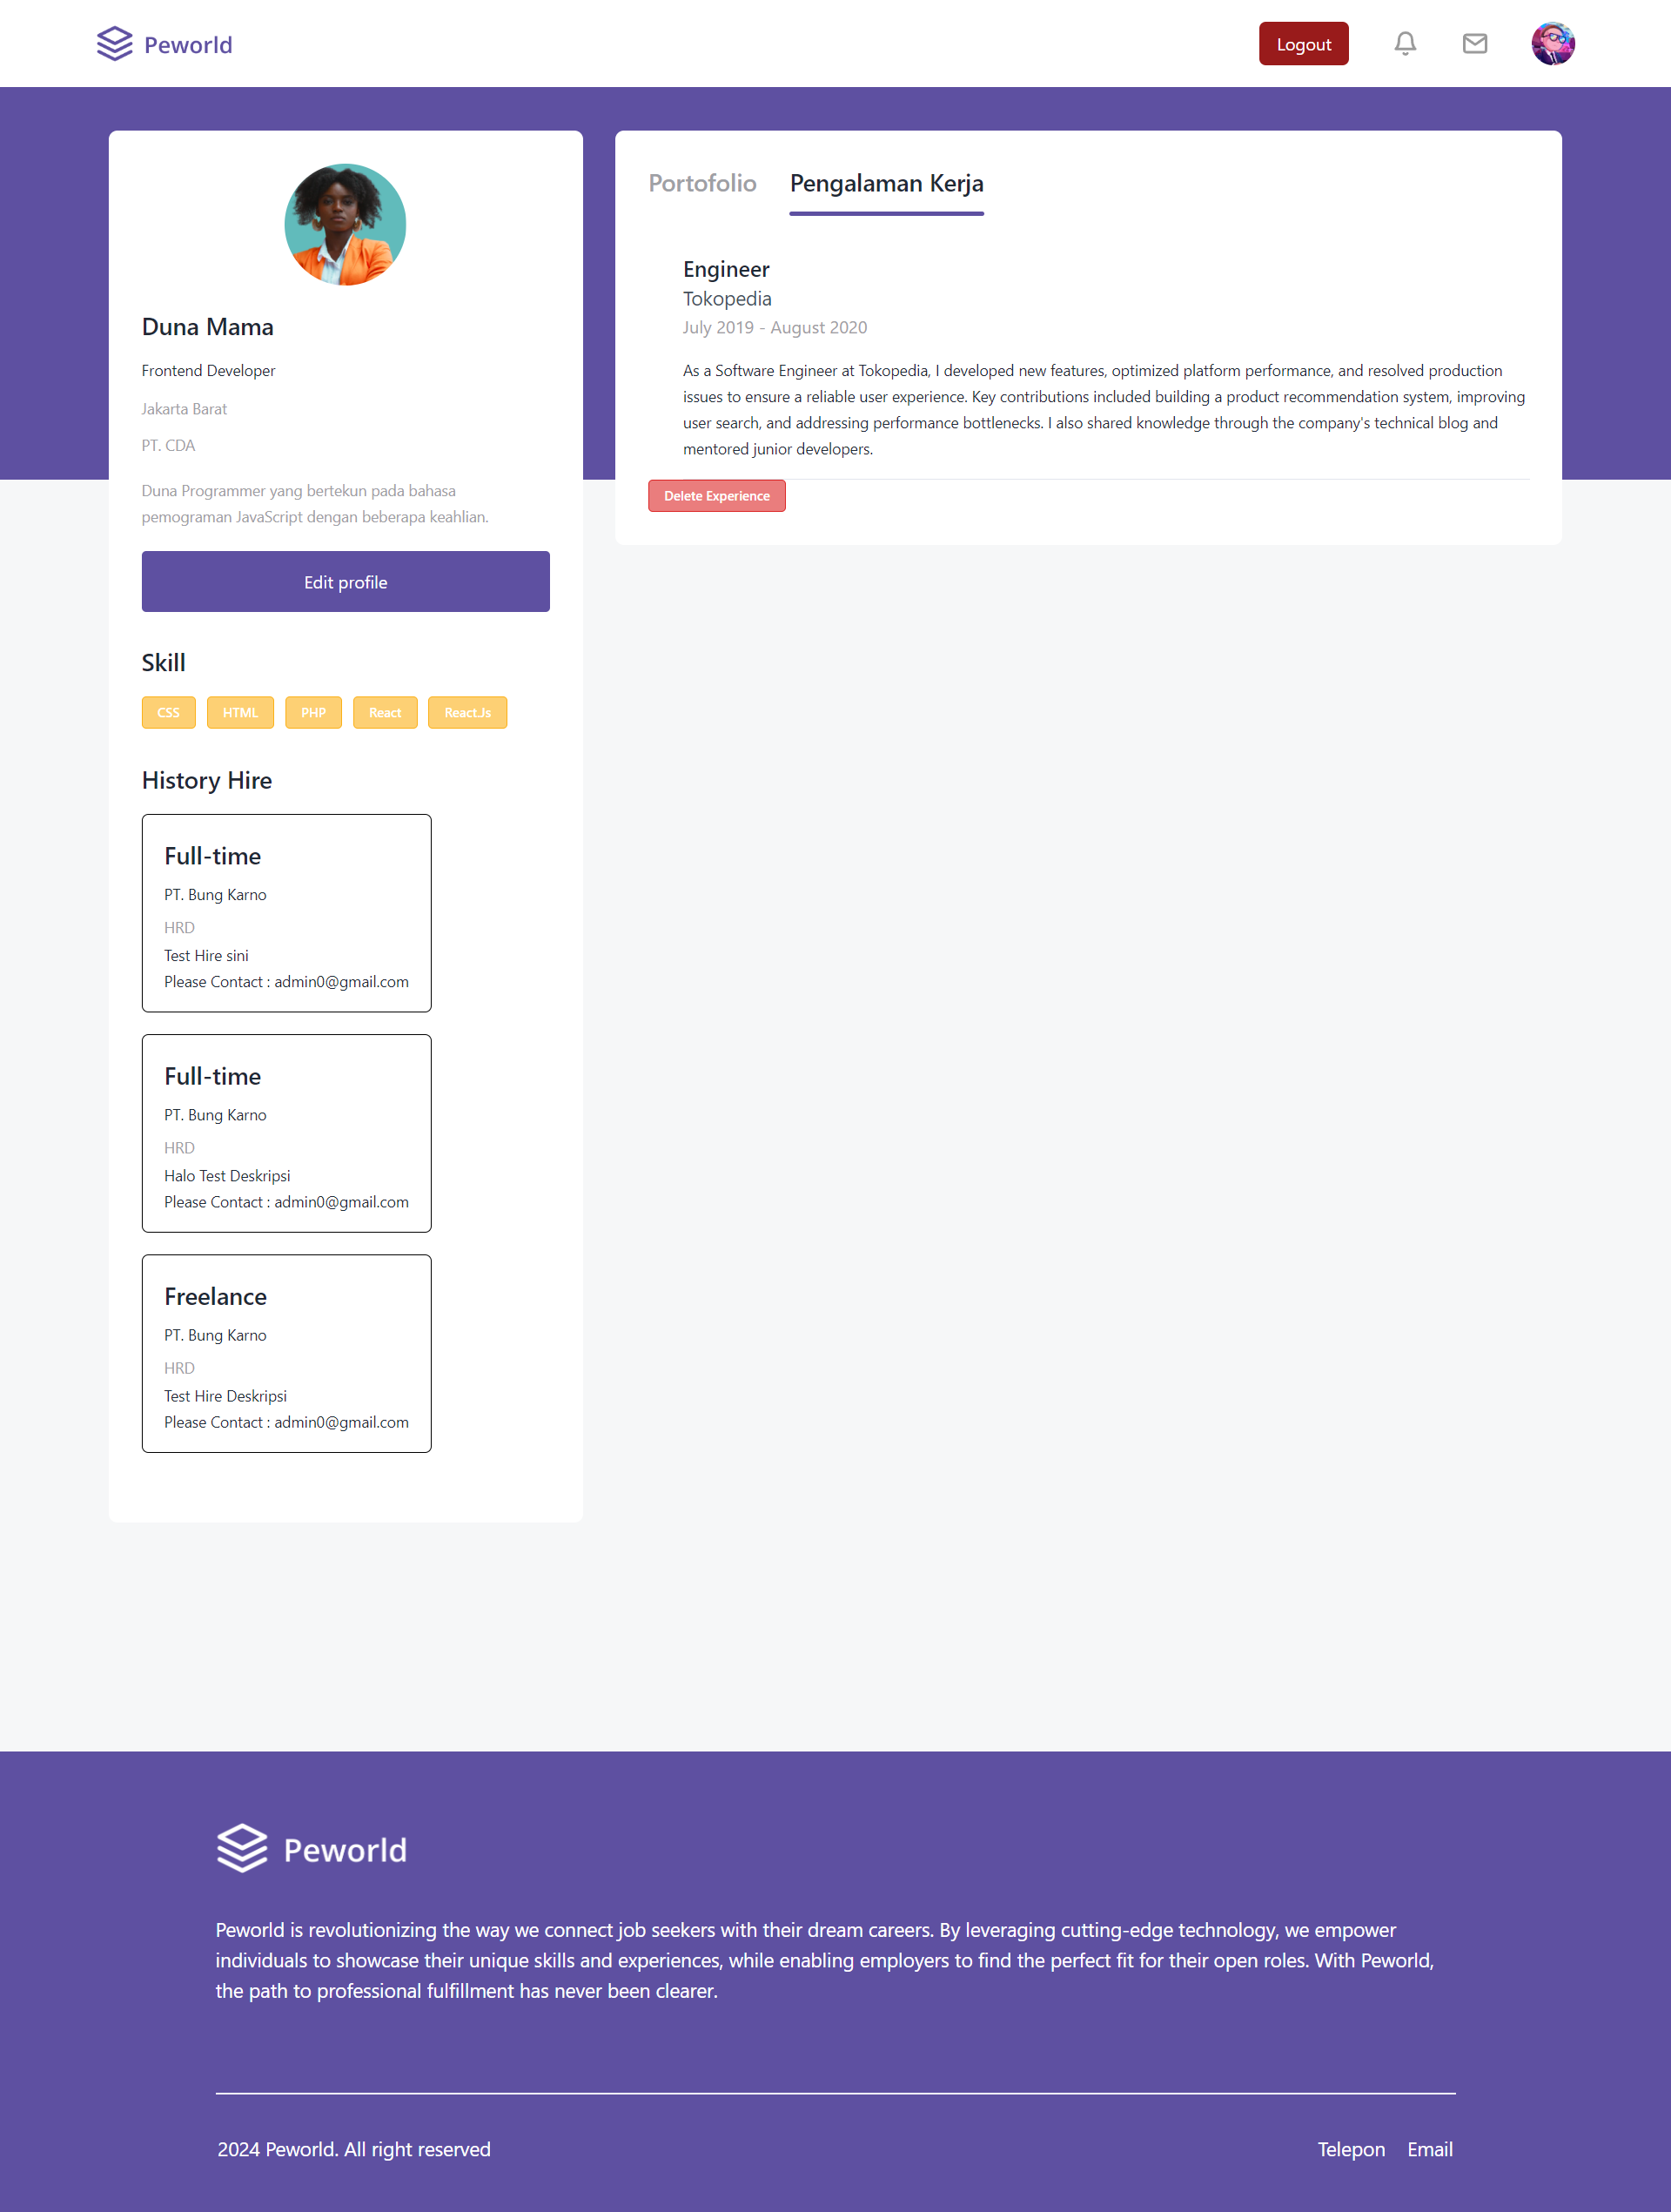 Peworld
Logout
Duna Mama
Frontend Developer
Jakarta Barat
PT. CDA
Duna Programmer yang bertekun pada bahasa
pemograman JavaScript dengan beberapa keahlian.
Edit profile
Skill
CSS HTML PHP React React.Js
History Hire
Full-time
PT. Bung Karno
HRD
Test Hire sini
Please Contact : admin0@gmail.com
Full-time
PT. Bung Karno
HRD
Halo Test Deskripsi
Please Contact : admin0@gmail.com
Freelance
PT. Bung Karno
HRD
Test Hire Deskripsi
Please Contact : admin0@gmail.com
Portofolio Pengalaman Kerja
Engineer
Tokopedia
July 2019 - August 2020
As a Software Engineer at Tokopedia, I developed new features, optimized platform performance, and resolved production
issues to ensure a reliable user experience. Key contributions included building a product recommendation system, improving
user search, and addressing performance bottlenecks. I also shared knowledge through the company's technical blog and
mentored junior developers.
Delete Experience
Peworld
Peworld is revolutionizing the way we connect job seekers with their dream careers. By leveraging cutting-edge technology, we empower
individuals to showcase their unique skills and experiences, while enabling employers to find the perfect fit for their open roles. With Peworld,
the path to professional fulfillment has never been clearer.
2024 Peworld. All right reserved
Telepon Email